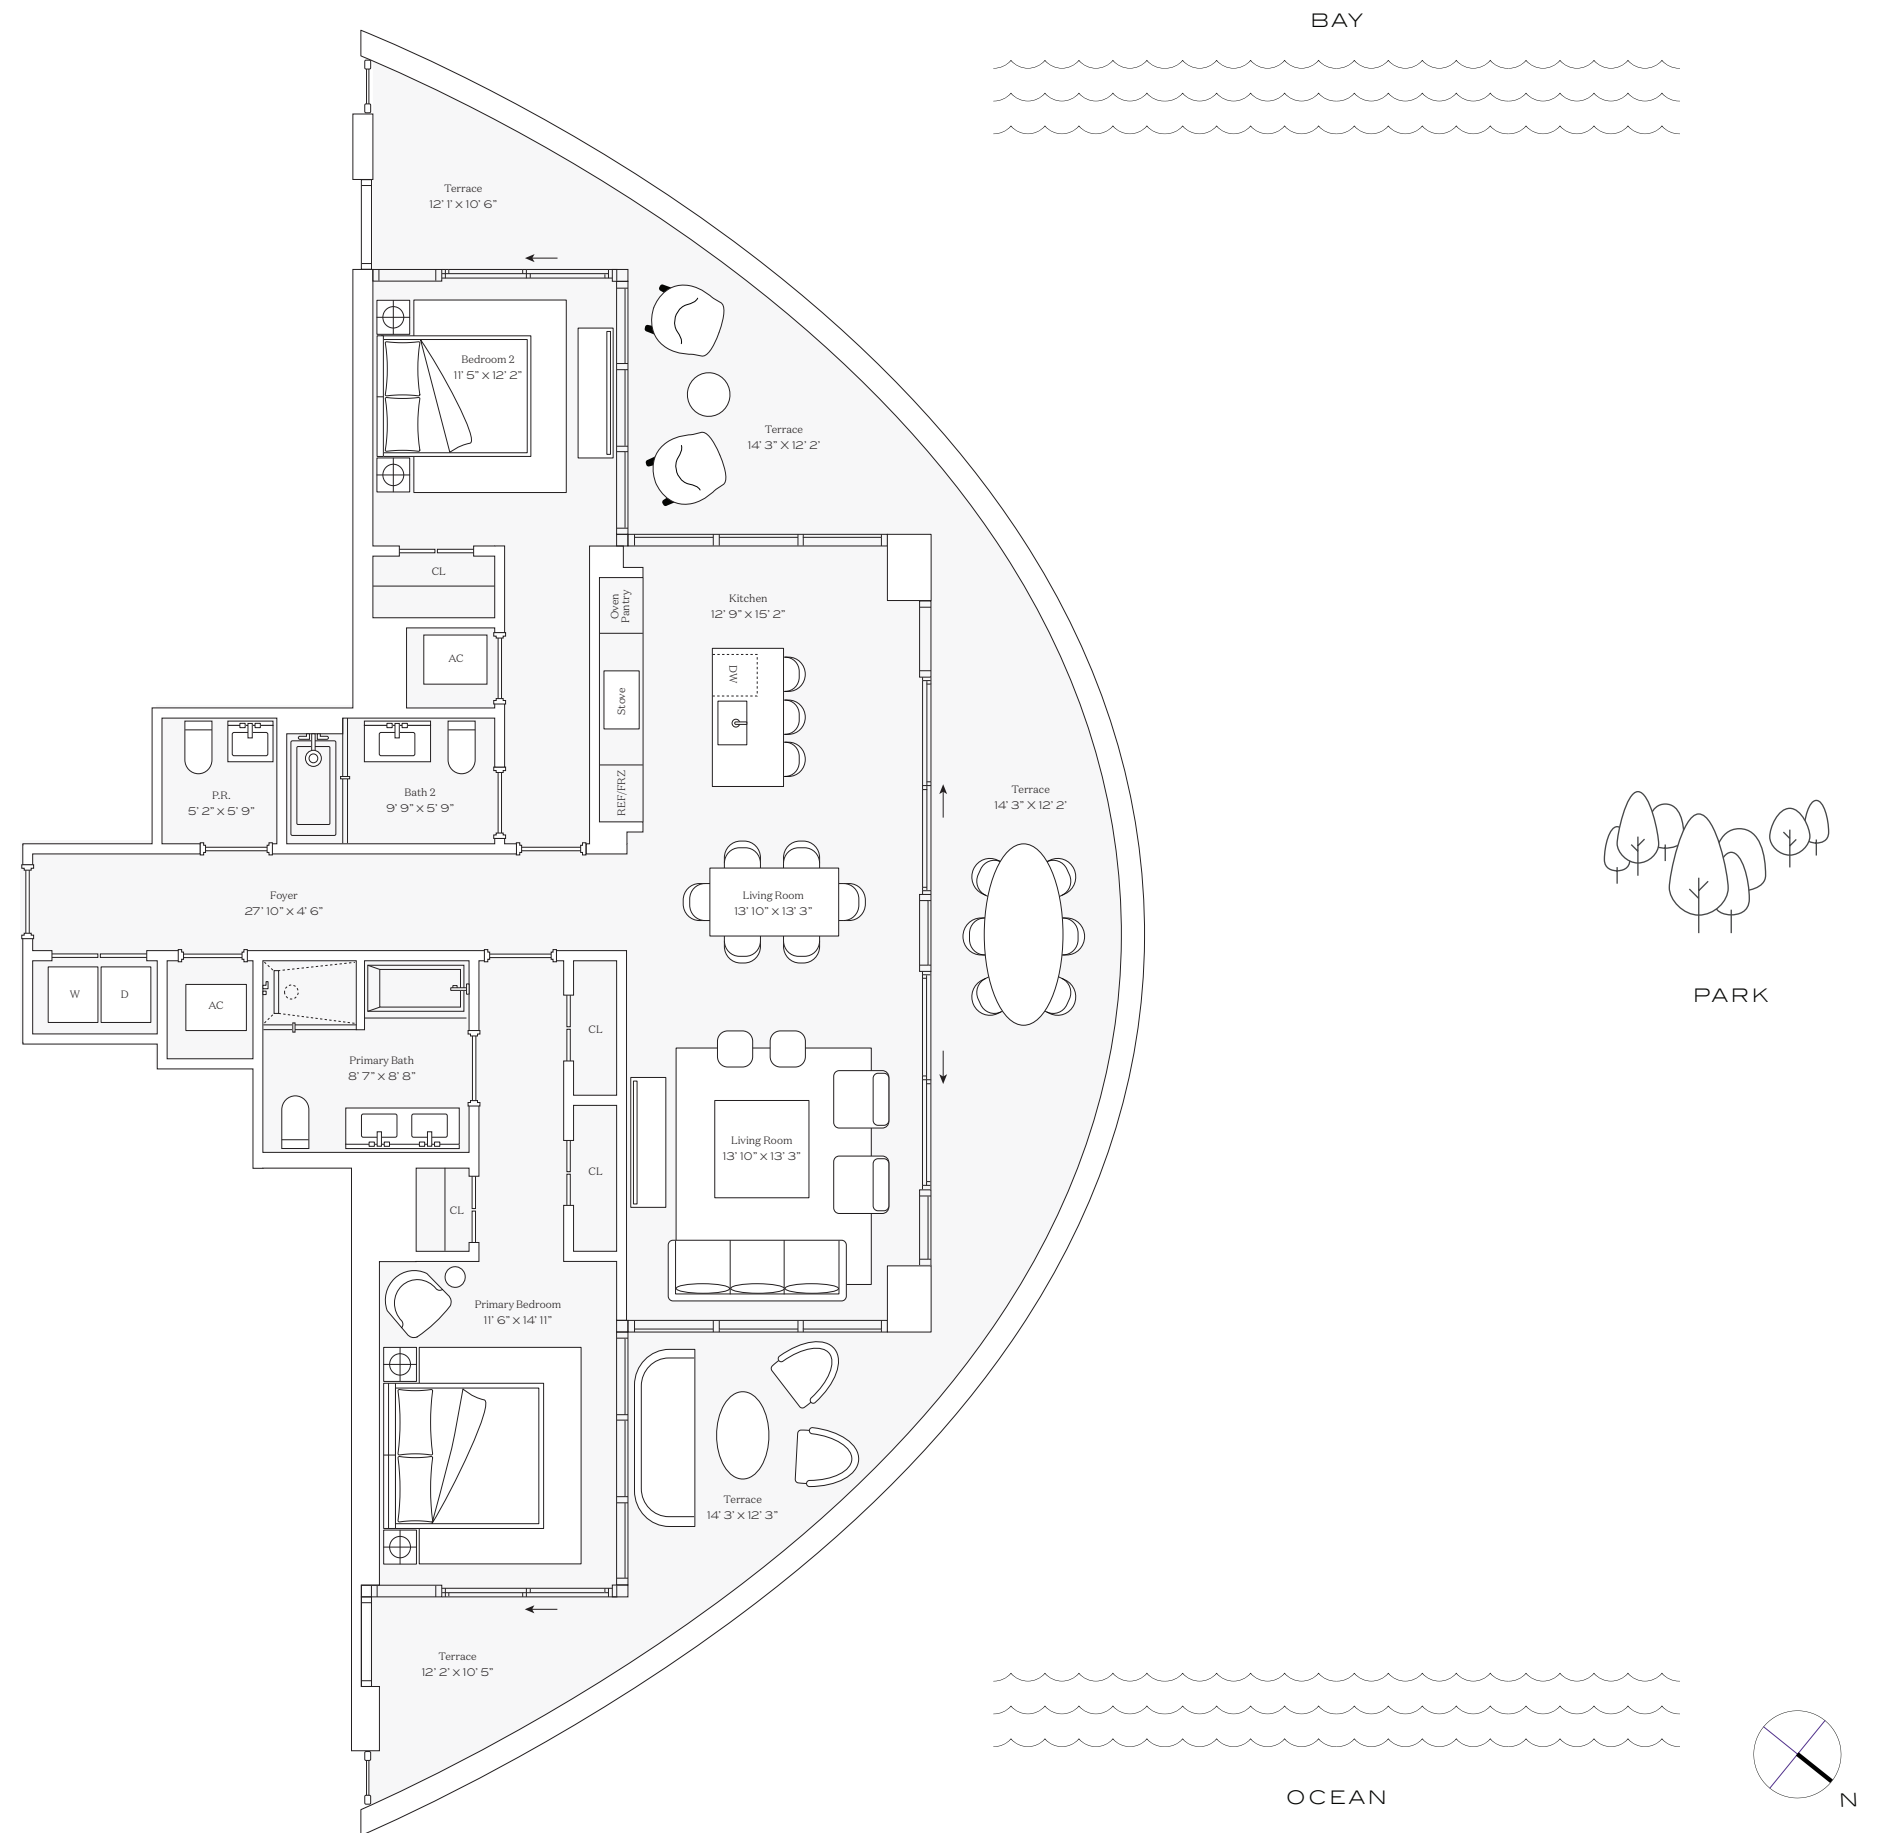 BAY
Terrace
12' 1' x 10' 6"
Bedroom 2
11' 5" x 12' 2"
Terrace
14' 3" X 12' 2'
CL
Oven
Pantry
Kitchen
12' 9" x 15' 2"
AC
DW
Stove
REF/FRZ
P.R.
5' 2" x 5' 9"
Bath 2
9' 9" x 5' 9"
Terrace
14' 3" X 12' 2'
Foyer
27' 10" x 4' 6"
Living Room
13' 10" x 13' 3"
PARK
W
D
AC
CL
Primary Bath
8' 7" x 8' 8"
Living Room
13' 10" x 13' 3"
CL
CL
Primary Bedroom
11' 6" x 14' 11"
Terrace
14' 3' x 12' 3"
Terrace
12' 2' x 10' 5"
OCEAN
N